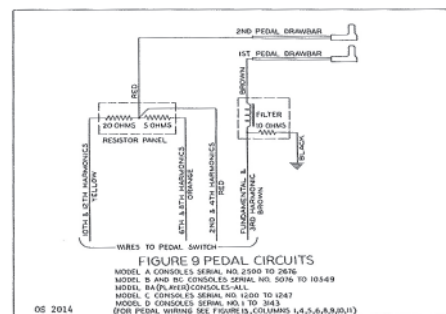 2ND PEDAL DRAWBAR
1ST PEDAL DRAWBAR
RED
BROWN
20 OHMS
5 OHMS
RESISTOR PANEL
FILTER
10 OHMS
BLACK
10TH & 12TH HARMONICS
YELLOW
6TH & 8TH HARMONICS
ORANGE
2ND & 4TH HARMONICS
RED
FUNDAMENTAL &
3RD HARMONIC
BROWN
WIRES TO PEDAL SWITCH
FIGURE 9 PEDAL CIRCUITS
MODEL A CONSOLES SERIAL NO. 2500 TO 2676
MODEL B AND BC CONSOLES SERIAL NO. 5076 TO 10549
MODEL BA (PLAYER) CONSOLES-ALL
MODEL C CONSOLES SERIAL NO. 1200 TO 1247
MODEL D CONSOLES SERIAL NO. 1 TO 3143
(FOR PEDAL WIRING SEE FIGURE 15, COLUMNS 1,4,5,6,8,9,10,11)
OS 2014